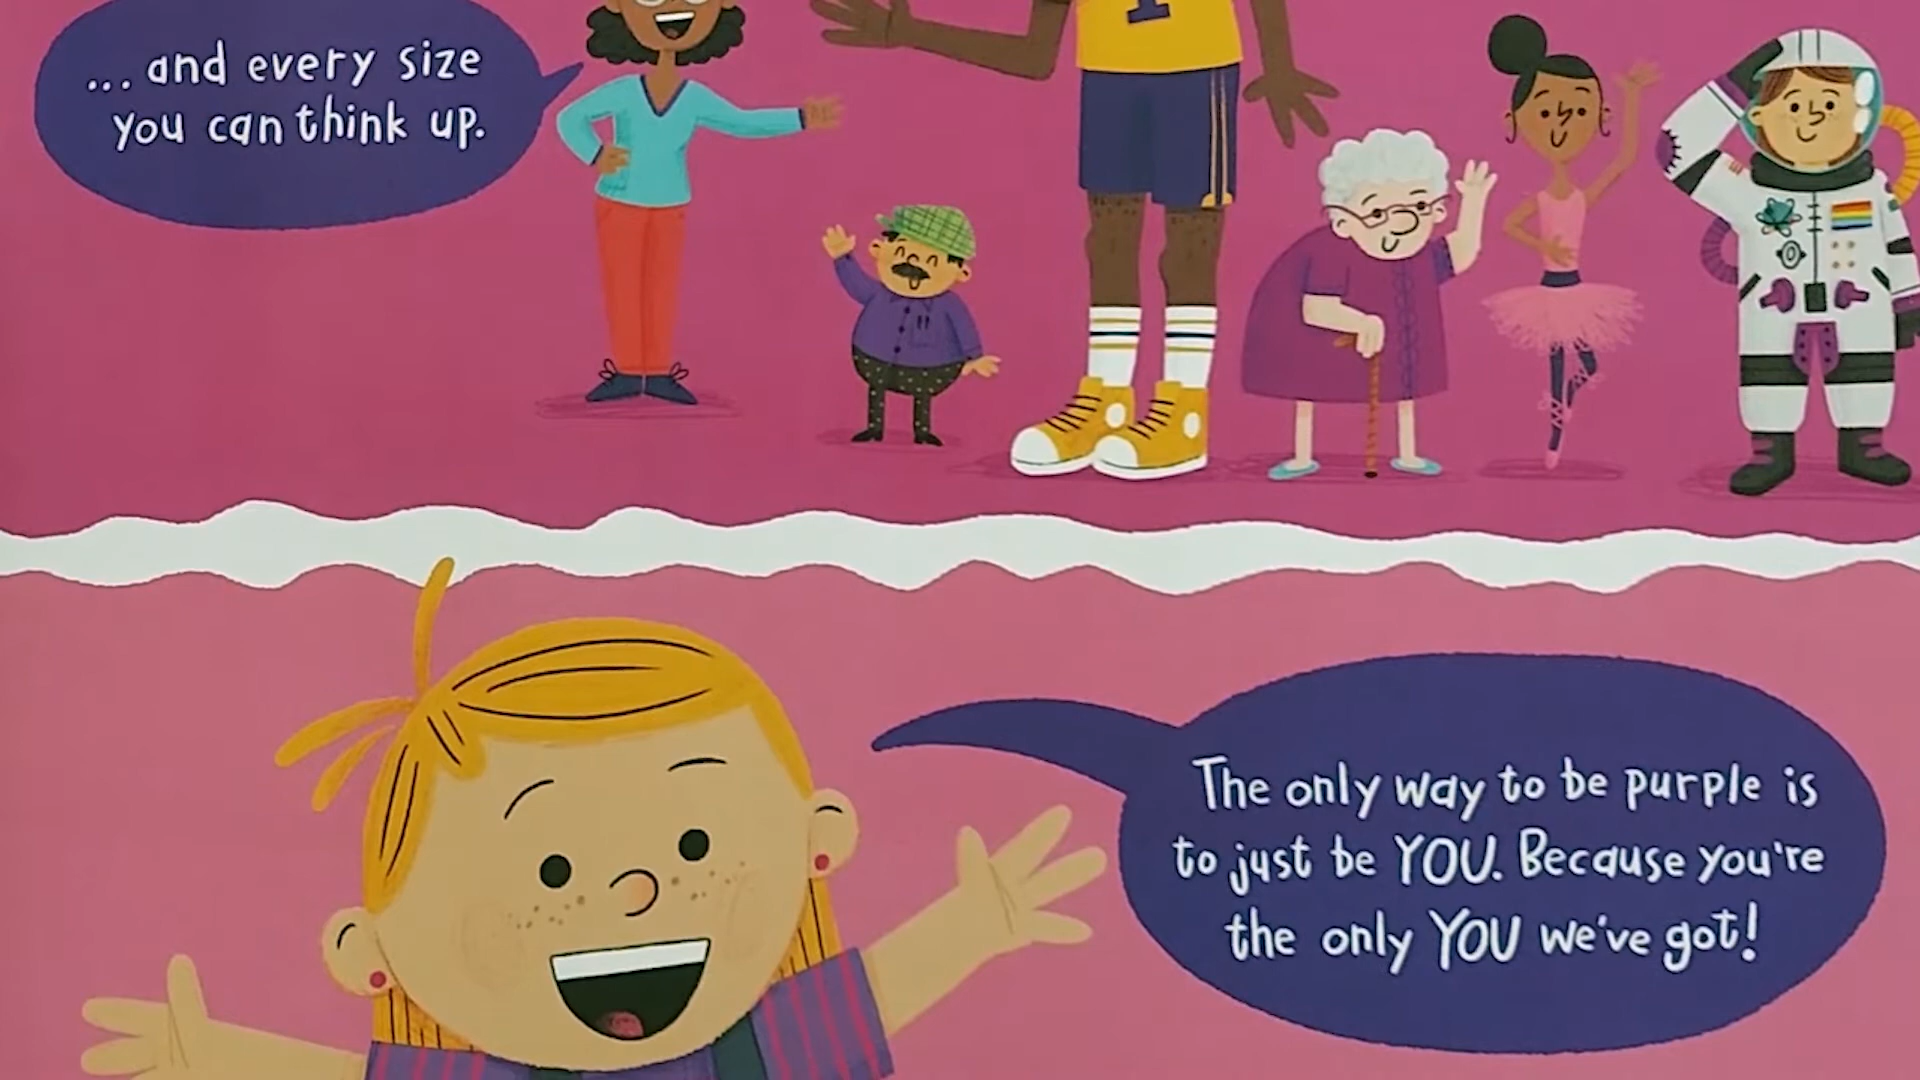 ... and every size
you can think up.
The only way to be purple is
to just be YOU. Because you're
the only YOU we've got!